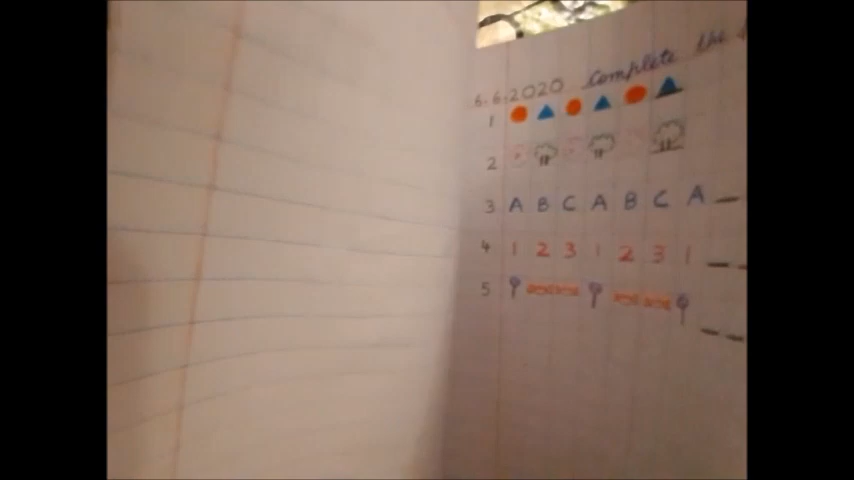 6.6.2020 Complete the
1
2
3 A B C A B C A _
4 1 2 3 1 2 3 1 _ _
5 _ _